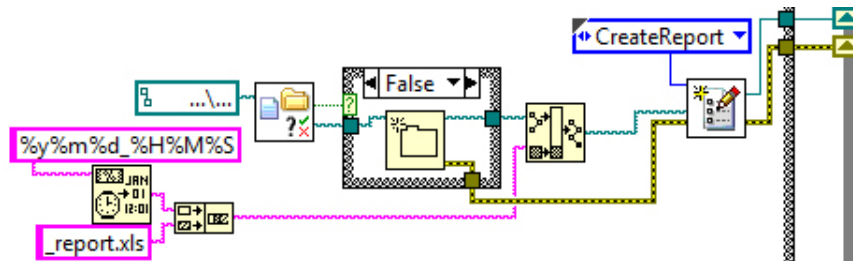 CreateReport
...\...
False
?
?
%y%m%d_%H%M%S
JAN
01
12:01
_report.xls